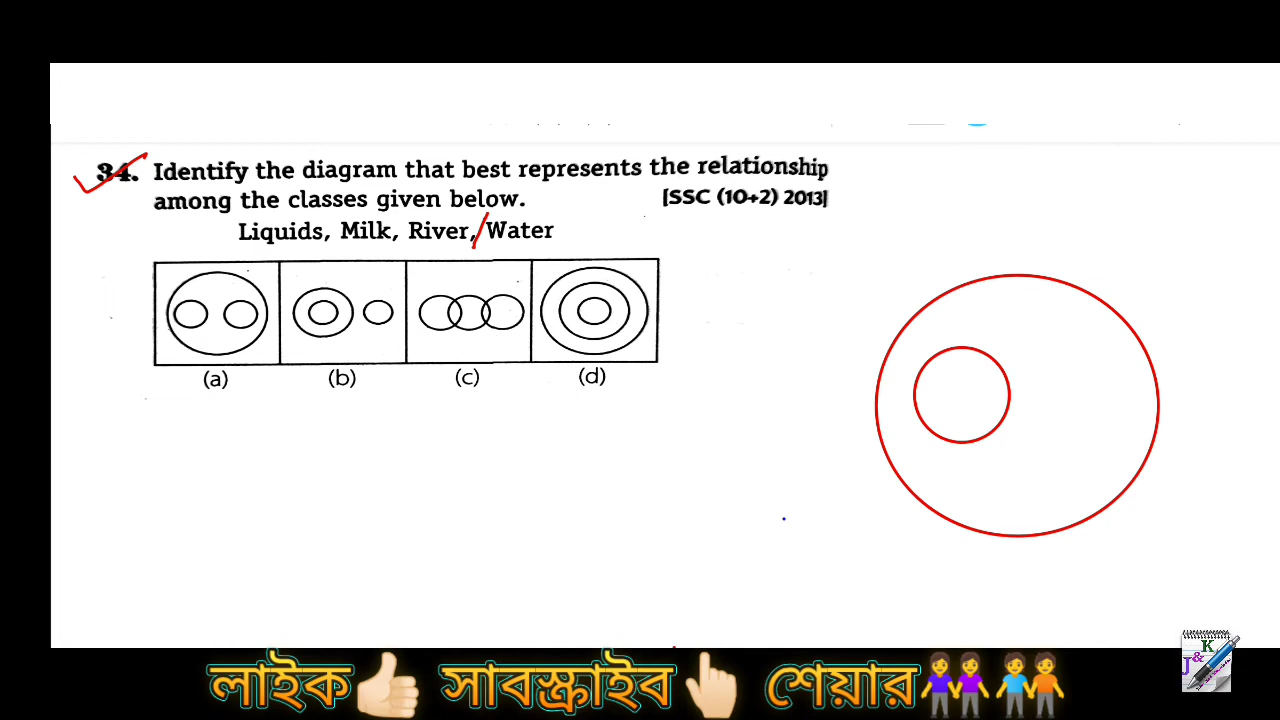 34. Identify the diagram that best represents the relationship
among the classes given below. [SSC (10+2) 2013]
Liquids, Milk, River, Water
(a) (b) (c) (d)
J&K
লাইক 👍🏻 সাবস্ক্রাইব 👆🏻 শেয়ার 👭👬